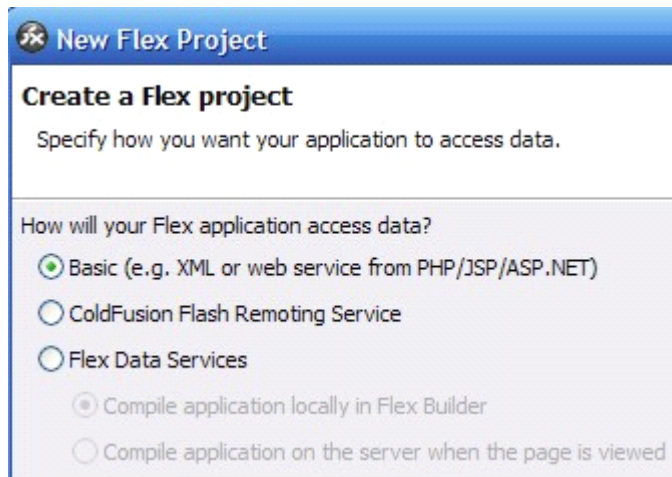 New Flex Project
Create a Flex project
Specify how you want your application to access data.
How will your Flex application access data?
Basic (e.g. XML or web service from PHP/JSP/ASP.NET)
ColdFusion Flash Remoting Service
Flex Data Services
Compile application locally in Flex Builder
Compile application on the server when the page is viewed